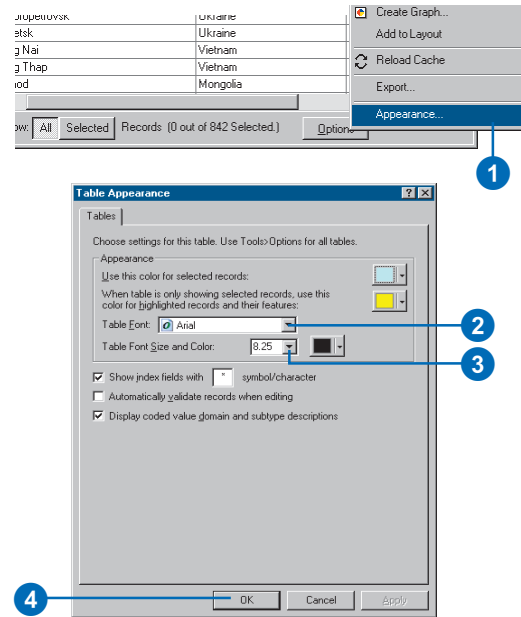 Ukraine
etsk Ukraine
g Nai Vietnam
g Thap Vietnam
nod Mongolia
Create Graph...
Add to Layout
Reload Cache
Export...
Appearance...
ow: All Selected Records (0 out of 842 Selected.) Options
1
Table Appearance
Tables
Choose settings for this table. Use Tools>Options for all tables.
Appearance
Use this color for selected records:
When table is only showing selected records, use this
color for highlighted records and their features:
Table Font: Arial
2
Table Font Size and Color: 8.25
3
Show index fields with * symbol/character
Automatically validate records when editing
Display coded value domain and subtype descriptions
4
OK Cancel Apply